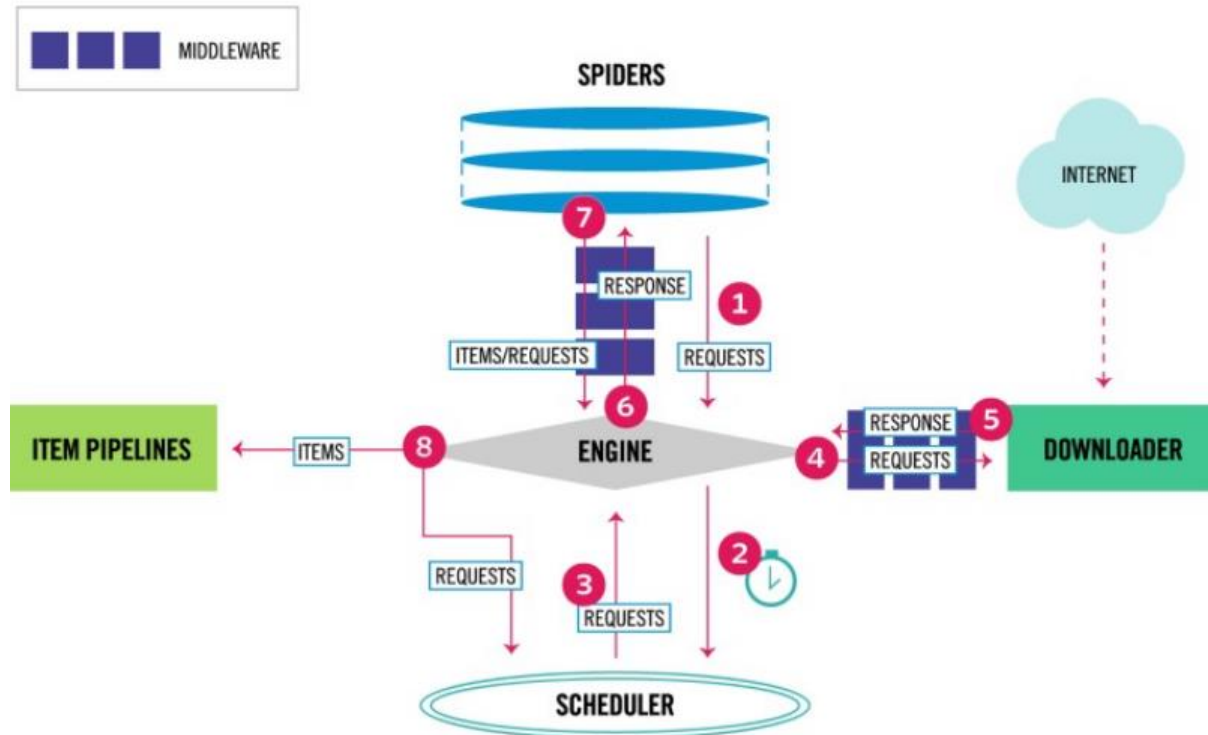 MIDDLEWARE
SPIDERS
INTERNET
7
RESPONSE
1
ITEMS/REQUESTS
REQUESTS
6
5
RESPONSE
ITEM PIPELINES
ITEMS
8
ENGINE
4
REQUESTS
DOWNLOADER
2
REQUESTS
3
REQUESTS
SCHEDULER